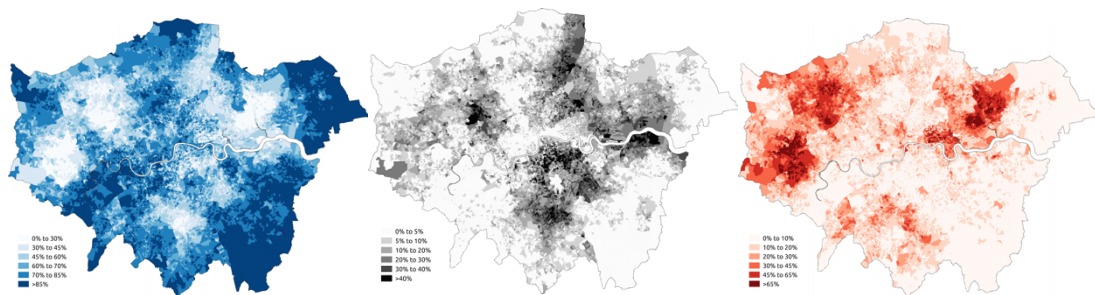 0% to 30%
30% to 45%
45% to 60%
60% to 70%
70% to 85%
>85%
0% to 5%
5% to 10%
10% to 20%
20% to 30%
30% to 40%
>40%
0% to 10%
10% to 20%
20% to 30%
30% to 45%
45% to 65%
>65%